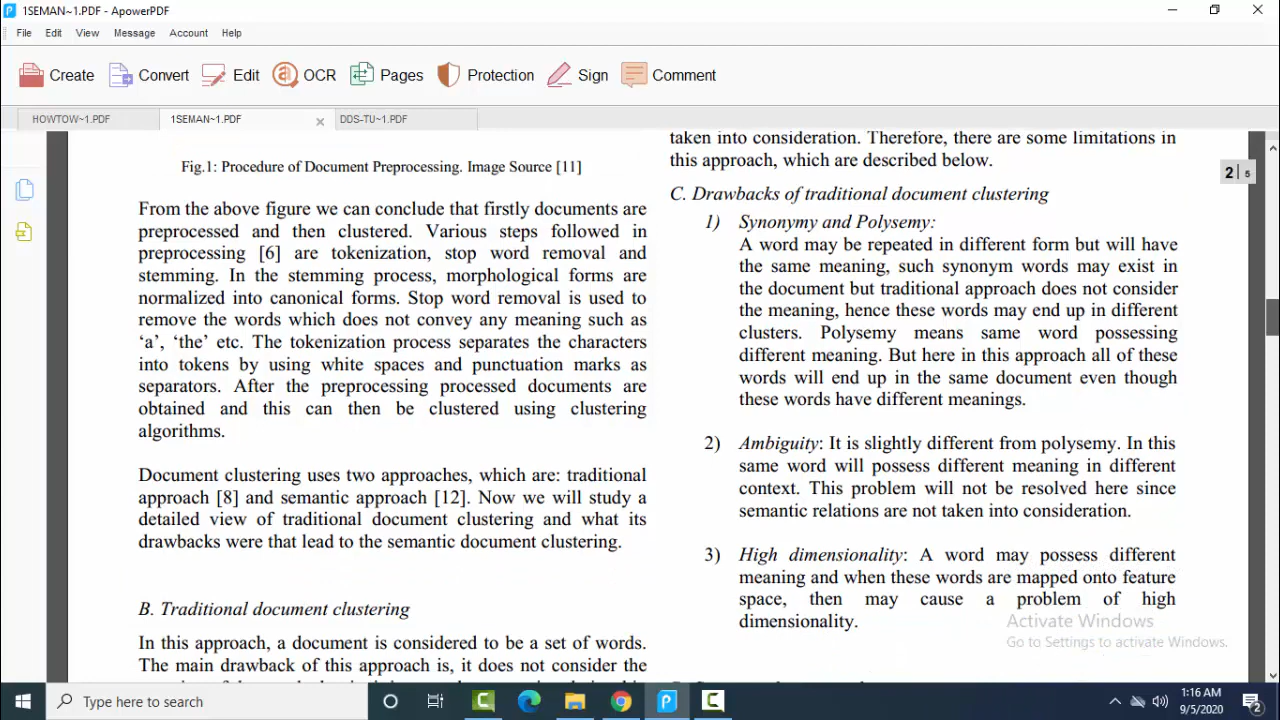 1SEMAN~1.PDF - ApowerPDF
File Edit View Message Account Help
Create Convert Edit OCR Pages Protection Sign Comment
HOWTOW~1.PDF 1SEMAN~1.PDF DDS-TU~1.PDF
2 | 5
Fig.1: Procedure of Document Preprocessing. Image Source [11]
From the above figure we can conclude that firstly documents are
preprocessed and then clustered. Various steps followed in
preprocessing [6] are tokenization, stop word removal and
stemming. In the stemming process, morphological forms are
normalized into canonical forms. Stop word removal is used to
remove the words which does not convey any meaning such as
‘a’, ‘the’ etc. The tokenization process separates the characters
into tokens by using white spaces and punctuation marks as
separators. After the preprocessing processed documents are
obtained and this can then be clustered using clustering
algorithms.
Document clustering uses two approaches, which are: traditional
approach [8] and semantic approach [12]. Now we will study a
detailed view of traditional document clustering and what its
drawbacks were that lead to the semantic document clustering.
B. Traditional document clustering
In this approach, a document is considered to be a set of words.
The main drawback of this approach is, it does not consider the
taken into consideration. Therefore, there are some limitations in
this approach, which are described below.
C. Drawbacks of traditional document clustering
1) Synonymy and Polysemy:
A word may be repeated in different form but will have
the same meaning, such synonym words may exist in
the document but traditional approach does not consider
the meaning, hence these words may end up in different
clusters. Polysemy means same word possessing
different meaning. But here in this approach all of these
words will end up in the same document even though
these words have different meanings.
2) Ambiguity: It is slightly different from polysemy. In this
same word will possess different meaning in different
context. This problem will not be resolved here since
semantic relations are not taken into consideration.
3) High dimensionality: A word may possess different
meaning and when these words are mapped onto feature
space, then may cause a problem of high
dimensionality.
Activate Windows
Go to Settings to activate Windows.
Type here to search
1:16 AM
9/5/2020
2